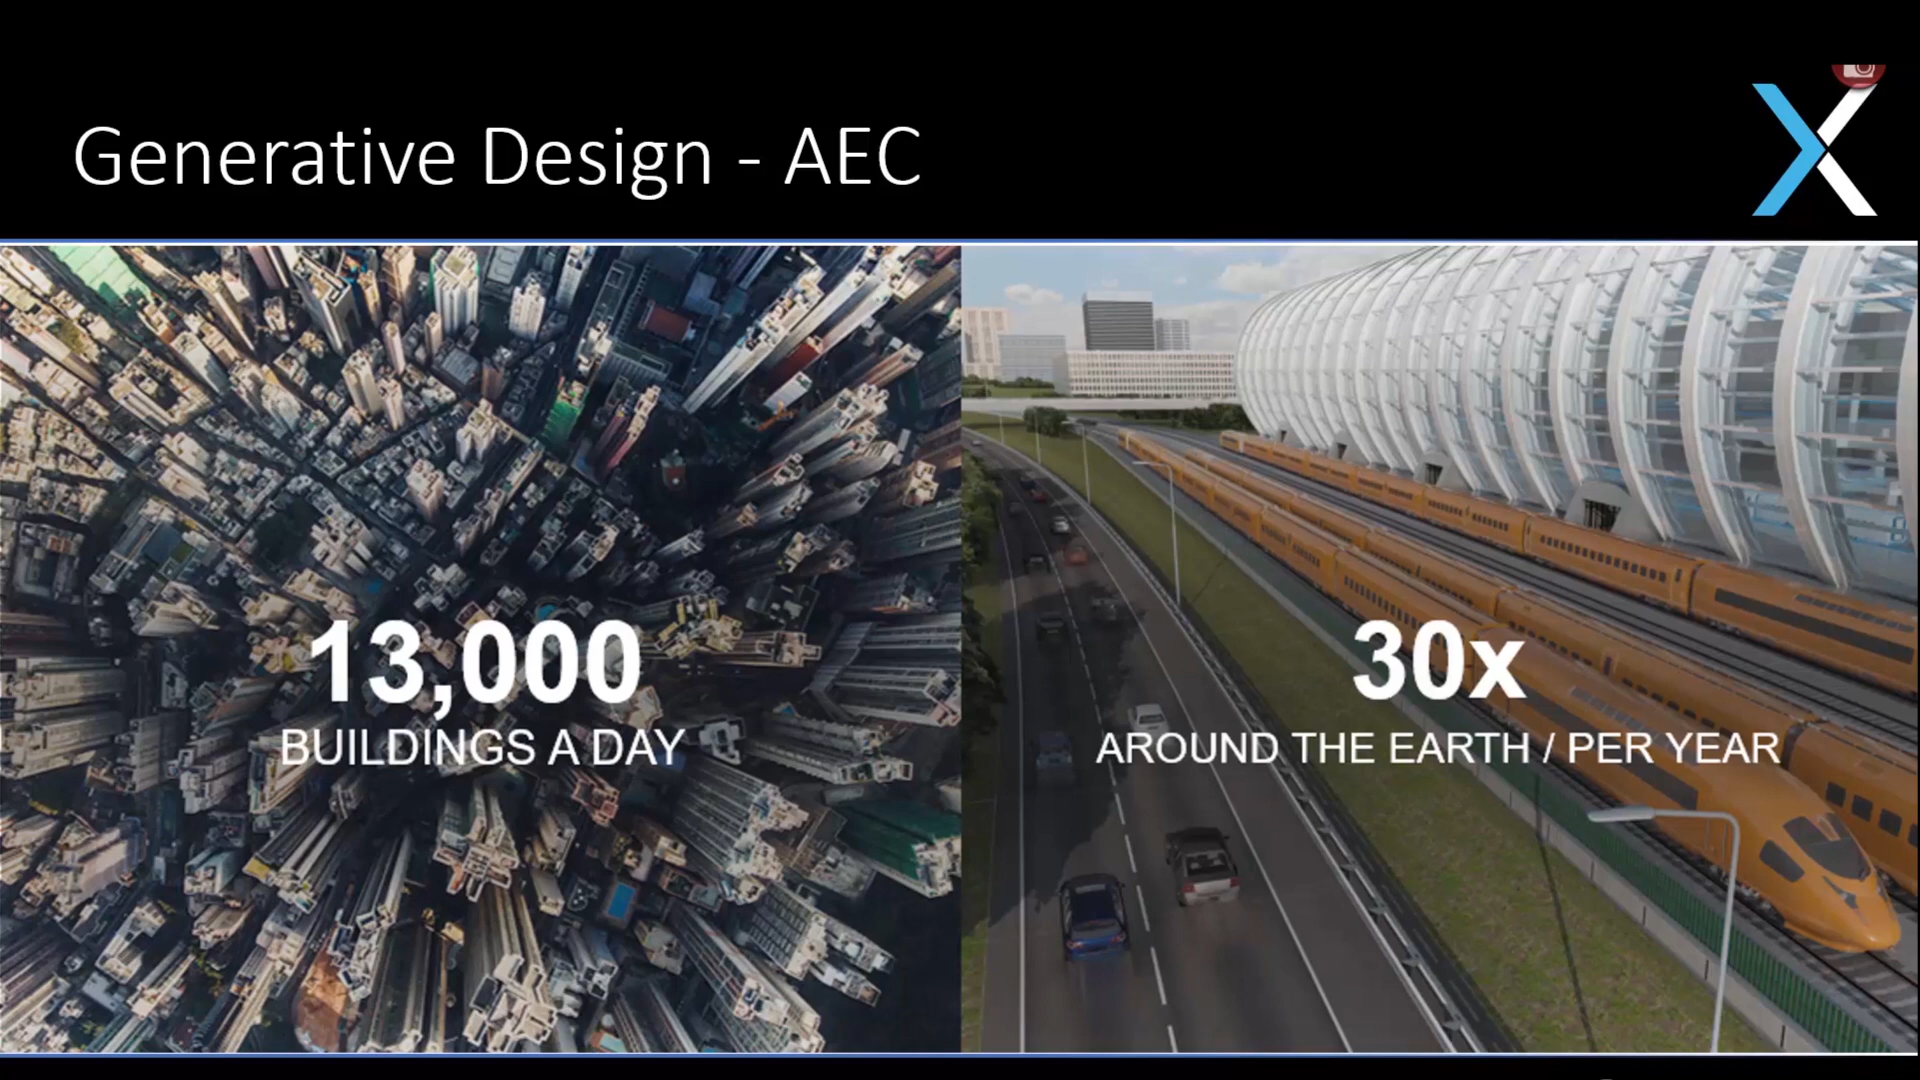 Generative Design - AEC
13,000
BUILDINGS A DAY
30x
AROUND THE EARTH / PER YEAR